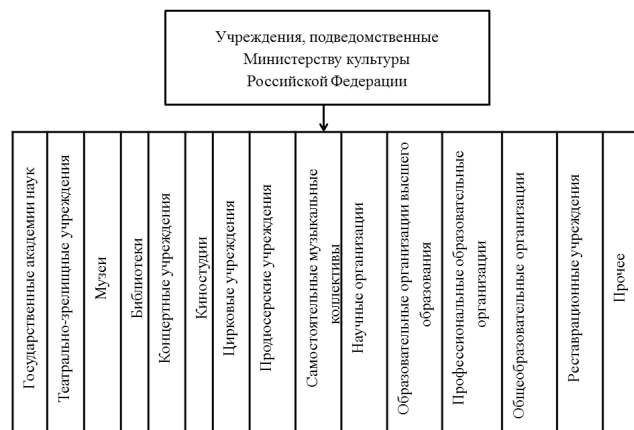 Учреждения, подведомственные
Министерству культуры
Российской Федерации
Государственные академии наук
Театрально-зрелищные учреждения
Музеи
Библиотеки
Концертные учреждения
Киностудии
Цирковые учреждения
Продюсерские учреждения
Самостоятельные музыкальные
коллективы
Научные организации
Образовательные организации высшего
образования
Профессиональные образовательные
организации
Общеобразовательные организации
Реставрационные учреждения
Прочее